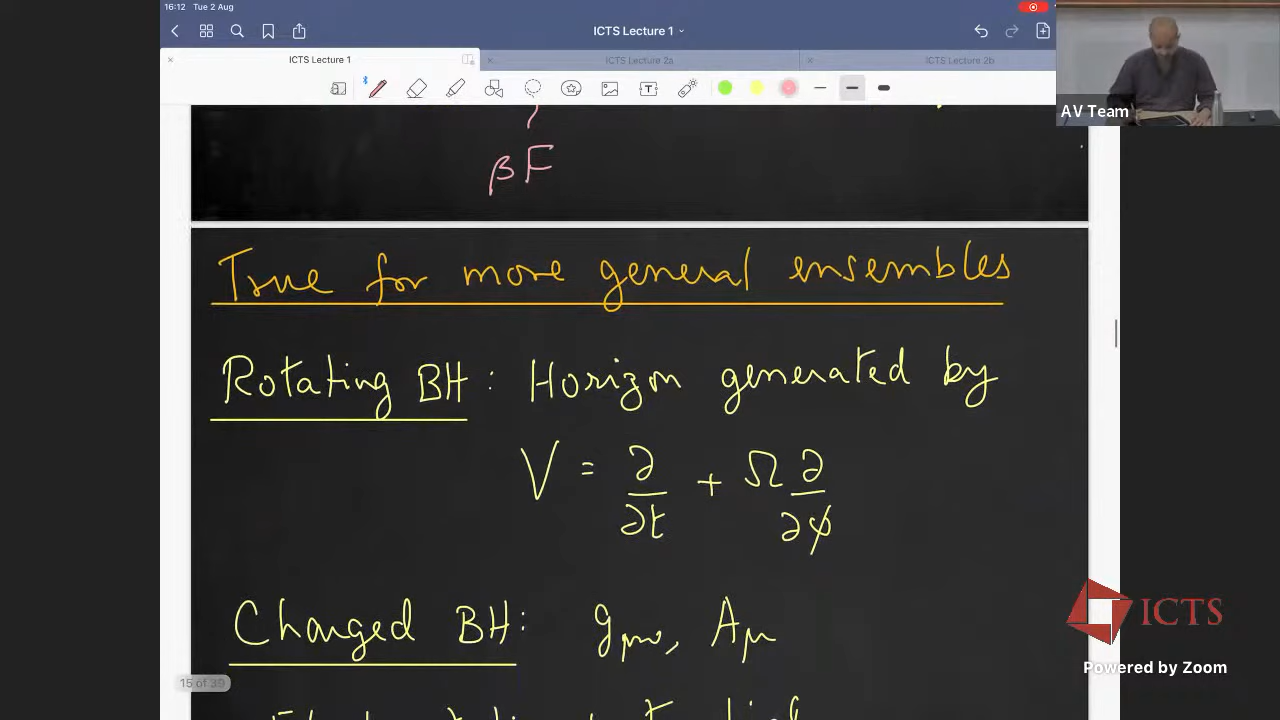 16:12 Tue 2 Aug
ICTS Lecture 1
ICTS Lecture 1
ICTS Lecture 2a
ICTS Lecture 2b
AV Team
βF
True for more general ensembles
Rotating BH : Horizon generated by
V = ∂/∂t + Ω ∂/∂φ
Charged BH: gμν, Aμ
15 of 39
ICTS
Powered by Zoom